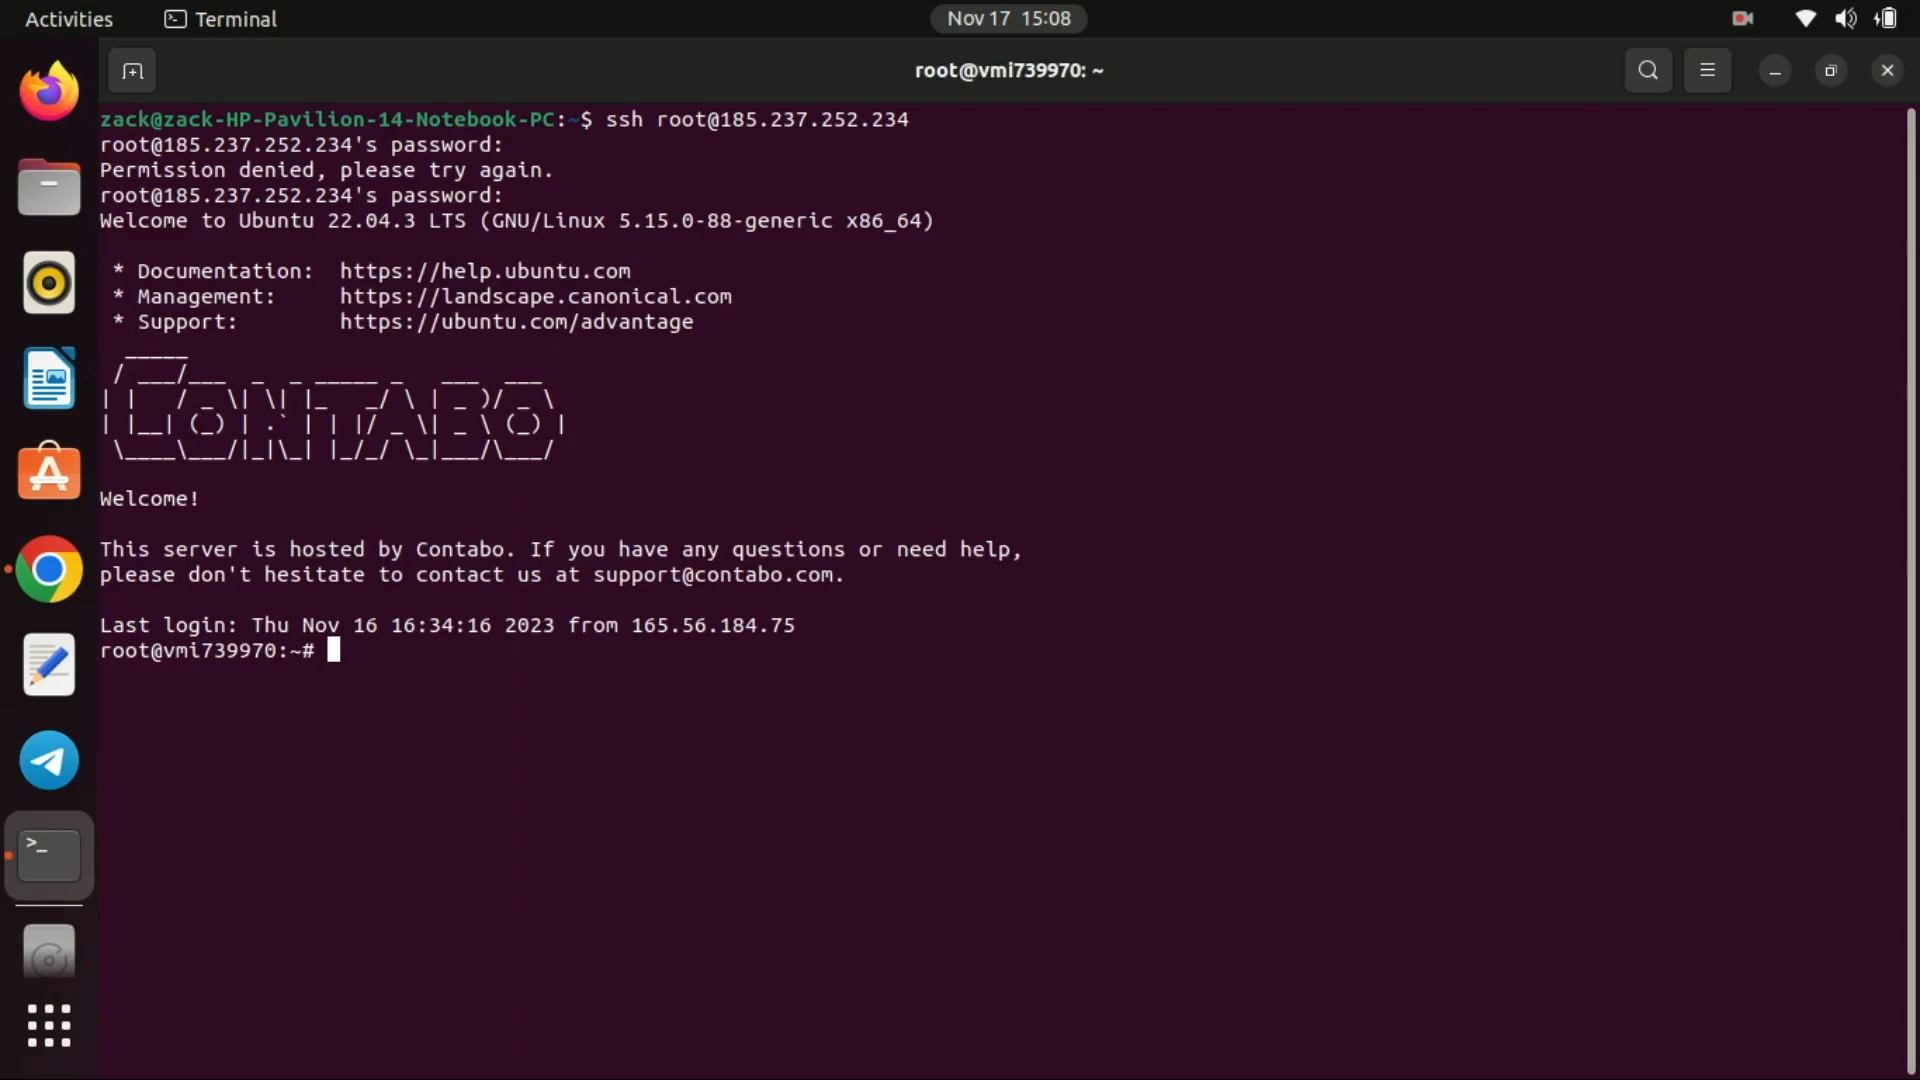 Activities Terminal Nov 17 15:08
root@vmi739970: ~
zack@zack-HP-Pavilion-14-Notebook-PC:~$ ssh root@185.237.252.234
root@185.237.252.234's password:
Permission denied, please try again.
root@185.237.252.234's password:
Welcome to Ubuntu 22.04.3 LTS (GNU/Linux 5.15.0-88-generic x86_64)
* Documentation:  https://help.ubuntu.com
* Management:     https://landscape.canonical.com
* Support:        https://ubuntu.com/advantage
CONTABO
Welcome!
This server is hosted by Contabo. If you have any questions or need help,
please don't hesitate to contact us at support@contabo.com.
Last login: Thu Nov 16 16:34:16 2023 from 165.56.184.75
root@vmi739970:~#